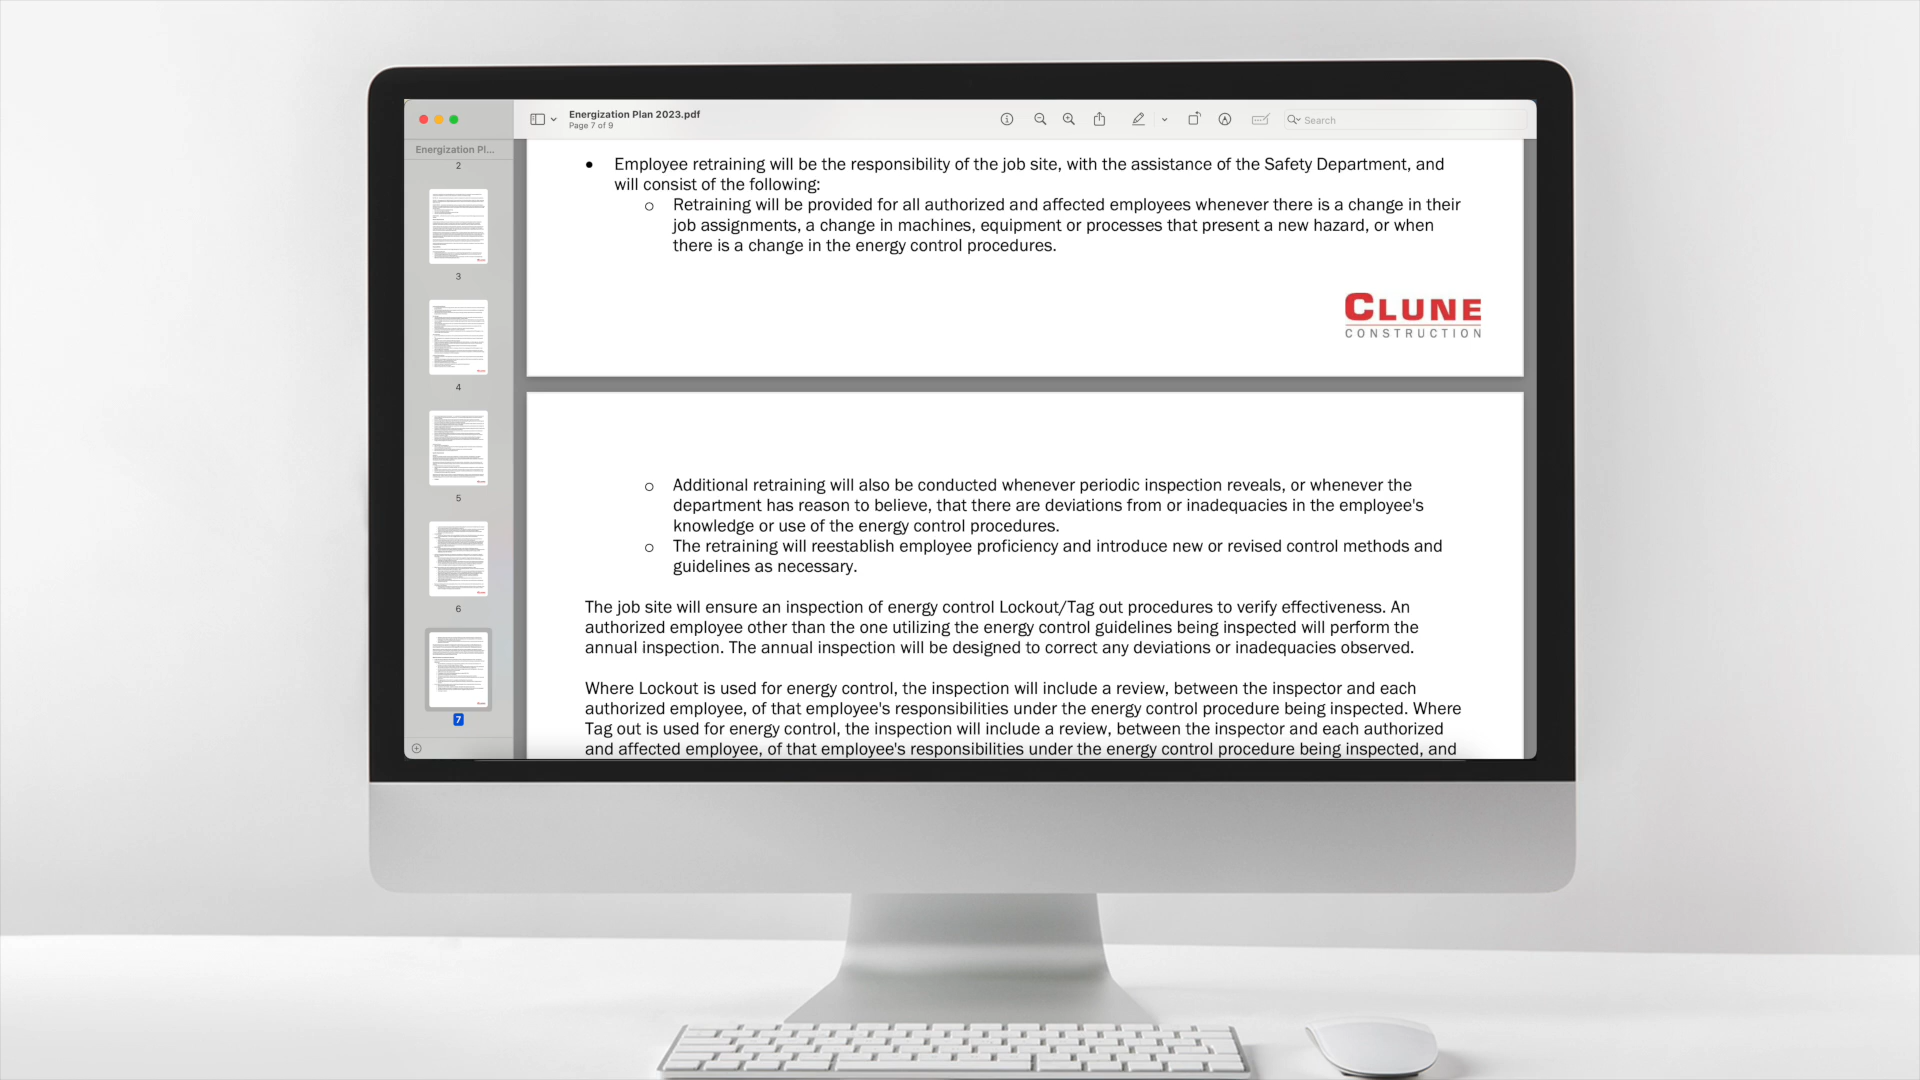 Energization Plan 2023.pdf
Page 7 of 9
Search
Energization Pl...
2
3
4
5
6
7
• Employee retraining will be the responsibility of the job site, with the assistance of the Safety Department, and
will consist of the following:
o Retraining will be provided for all authorized and affected employees whenever there is a change in their
job assignments, a change in machines, equipment or processes that present a new hazard, or when
there is a change in the energy control procedures.
CLUNE
CONSTRUCTION
o Additional retraining will also be conducted whenever periodic inspection reveals, or whenever the
department has reason to believe, that there are deviations from or inadequacies in the employee's
knowledge or use of the energy control procedures.
o The retraining will reestablish employee proficiency and introduce new or revised control methods and
guidelines as necessary.
The job site will ensure an inspection of energy control Lockout/Tag out procedures to verify effectiveness. An
authorized employee other than the one utilizing the energy control guidelines being inspected will perform the
annual inspection. The annual inspection will be designed to correct any deviations or inadequacies observed.
Where Lockout is used for energy control, the inspection will include a review, between the inspector and each
authorized employee, of that employee's responsibilities under the energy control procedure being inspected. Where
Tag out is used for energy control, the inspection will include a review, between the inspector and each authorized
and affected employee, of that employee's responsibilities under the energy control procedure being inspected, and